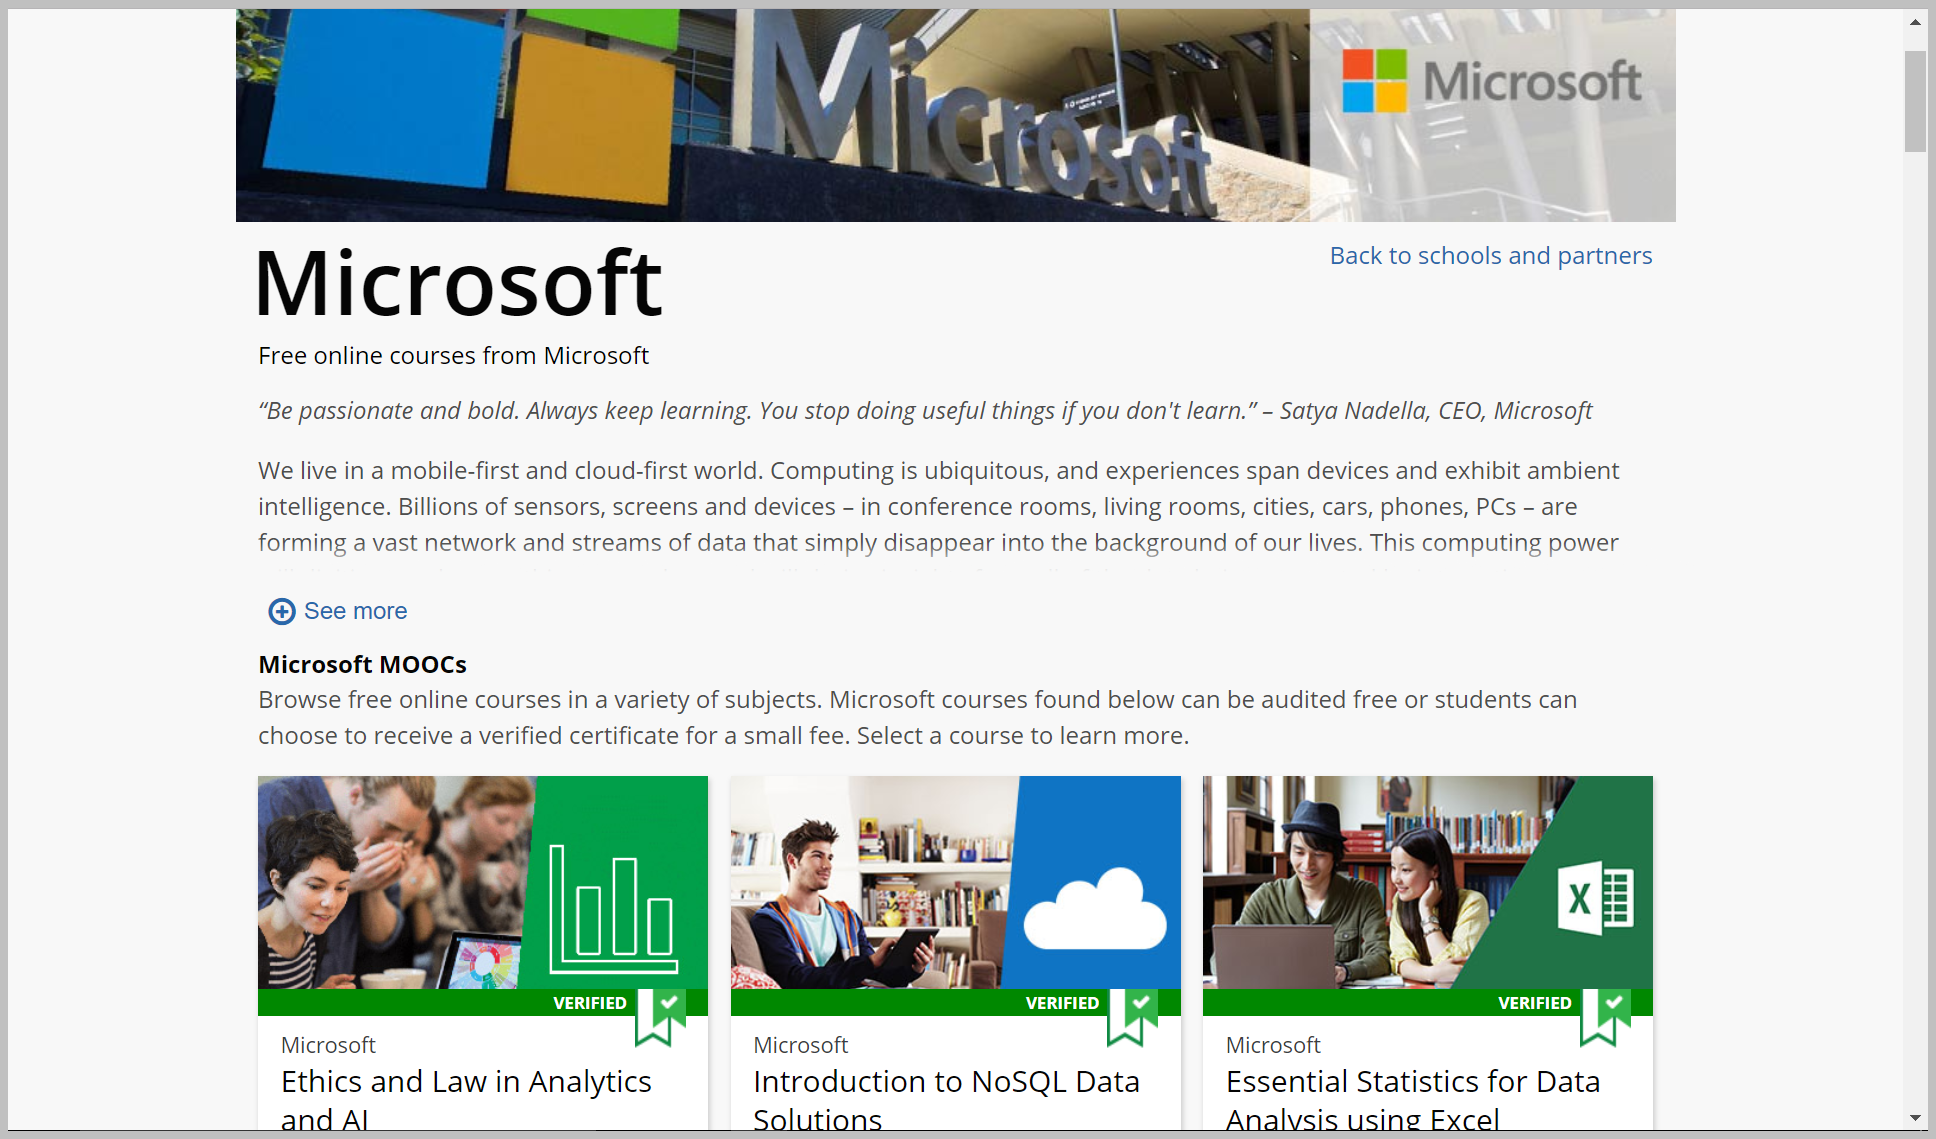 Microsoft
Microsoft
Microsoft
Back to schools and partners
Free online courses from Microsoft
“Be passionate and bold. Always keep learning. You stop doing useful things if you don't learn.” – Satya Nadella, CEO, Microsoft
We live in a mobile-first and cloud-first world. Computing is ubiquitous, and experiences span devices and exhibit ambient
intelligence. Billions of sensors, screens and devices – in conference rooms, living rooms, cities, cars, phones, PCs – are
forming a vast network and streams of data that simply disappear into the background of our lives. This computing power
See more
Microsoft MOOCs
Browse free online courses in a variety of subjects. Microsoft courses found below can be audited free or students can
choose to receive a verified certificate for a small fee. Select a course to learn more.
X
VERIFIED
VERIFIED
VERIFIED
Microsoft
Ethics and Law in Analytics
and AI
Microsoft
Introduction to NoSQL Data
Solutions
Microsoft
Essential Statistics for Data
Analysis using Excel